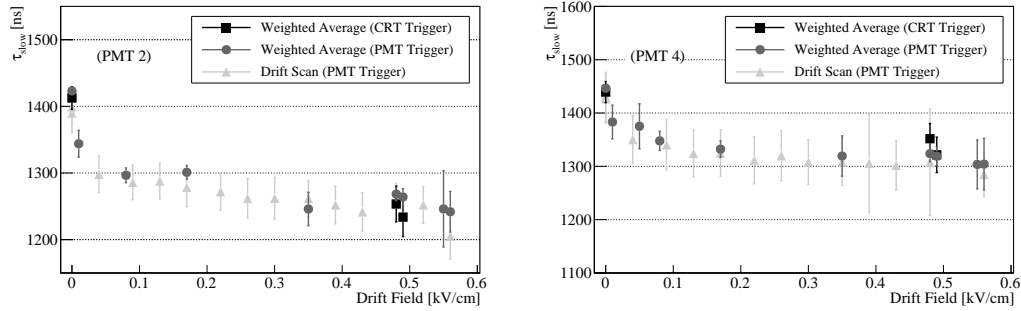 τslow [ns]
1500
1400
1300
1200
(PMT 2)
Weighted Average (CRT Trigger)
Weighted Average (PMT Trigger)
Drift Scan (PMT Trigger)
0 0.1 0.2 0.3 0.4 0.5 0.6
Drift Field [kV/cm]
τslow [ns]
1600
1500
1400
1300
1200
1100
(PMT 4)
Weighted Average (CRT Trigger)
Weighted Average (PMT Trigger)
Drift Scan (PMT Trigger)
0 0.1 0.2 0.3 0.4 0.5 0.6
Drift Field [kV/cm]